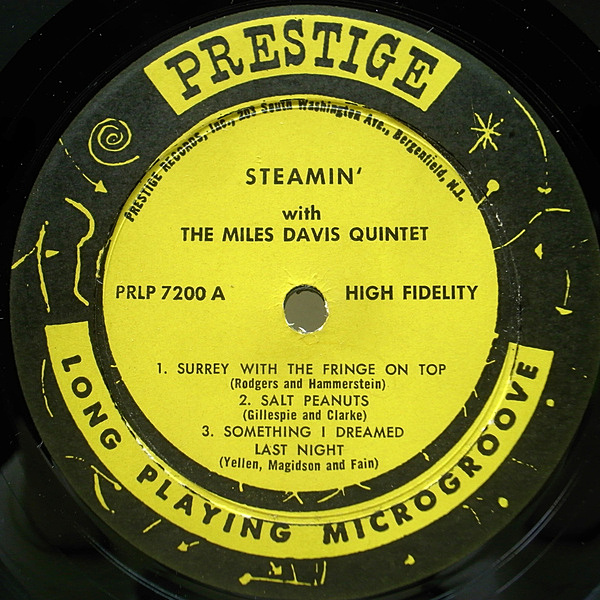 PRESTIGE
PRESTIGE RECORDS, Inc., 203 South Washington Ave., Bergenfield, N.J.
STEAMIN'
with
THE MILES DAVIS QUINTET
PRLP 7200 A
HIGH FIDELITY
1. SURREY WITH THE FRINGE ON TOP
(Rodgers and Hammerstein)
2. SALT PEANUTS
(Gillespie and Clarke)
3. SOMETHING I DREAMED
LAST NIGHT
(Yellen, Magidson and Fain)
LONG PLAYING MICROGROOVE